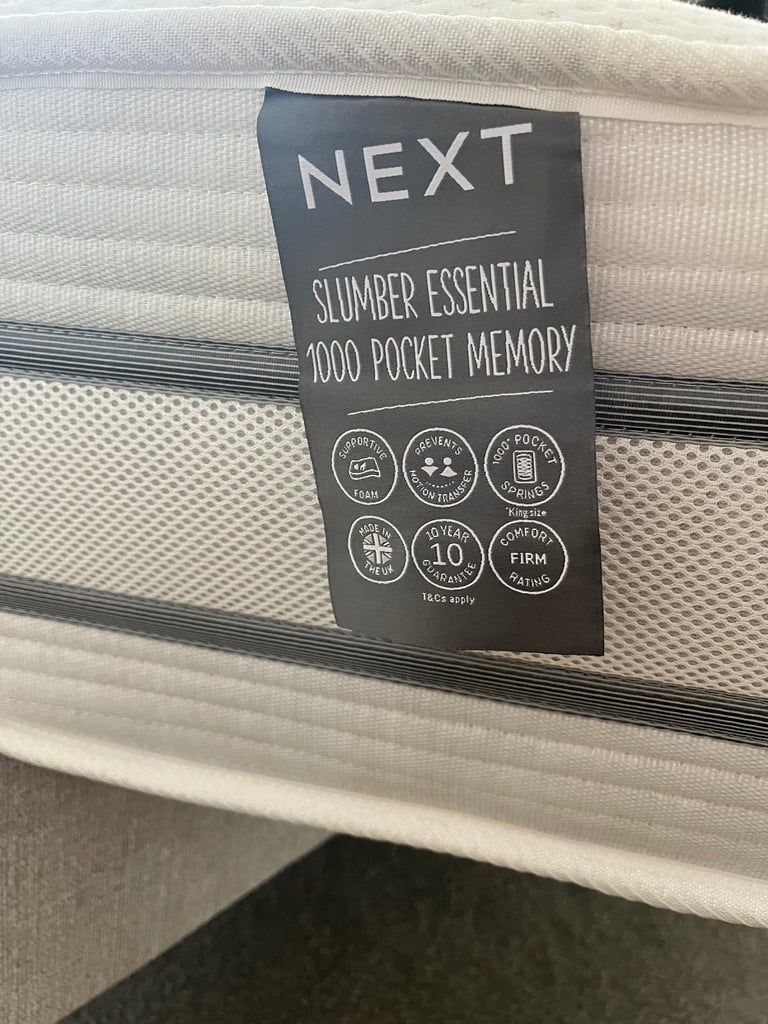 NEXT
SLUMBER ESSENTIAL
1000 POCKET MEMORY
SUPPORTIVE
FOAM
PREVENTS
MOTION TRANSFER
1000* POCKET
SPRINGS
*King size
MADE IN
THE UK
10 YEAR
10
GUARANTEE
COMFORT
FIRM
RATING
T&Cs apply